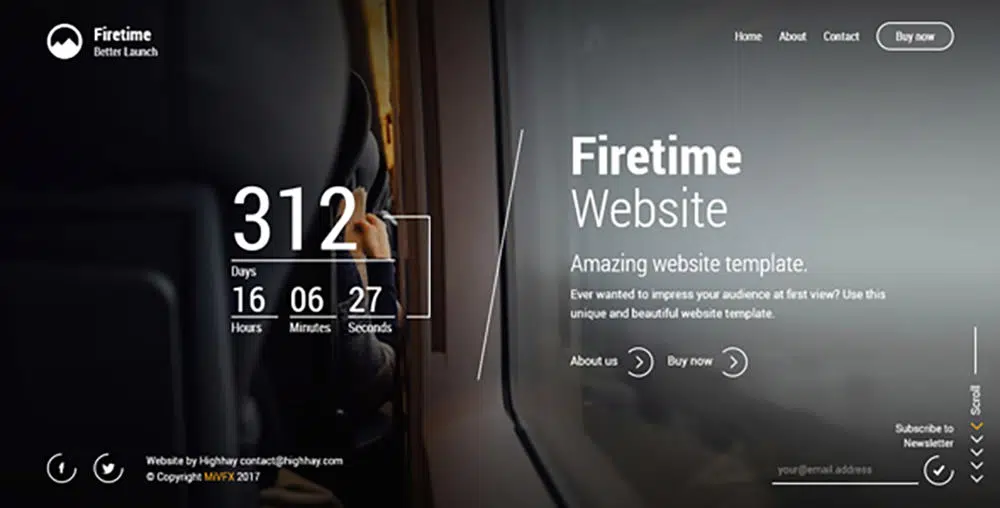 Firetime
Better Launch
Home About Contact Buy now
312
Days
16 06 27
Hours Minutes Seconds
Firetime
Website
Amazing website template.
Ever wanted to impress your audience at first view? Use this
unique and beautiful website template.
About us Buy now
Scroll
Subscribe to
Newsletter
your@email.address
Website by Highhay contact@highhay.com
© Copyright MiVFX 2017